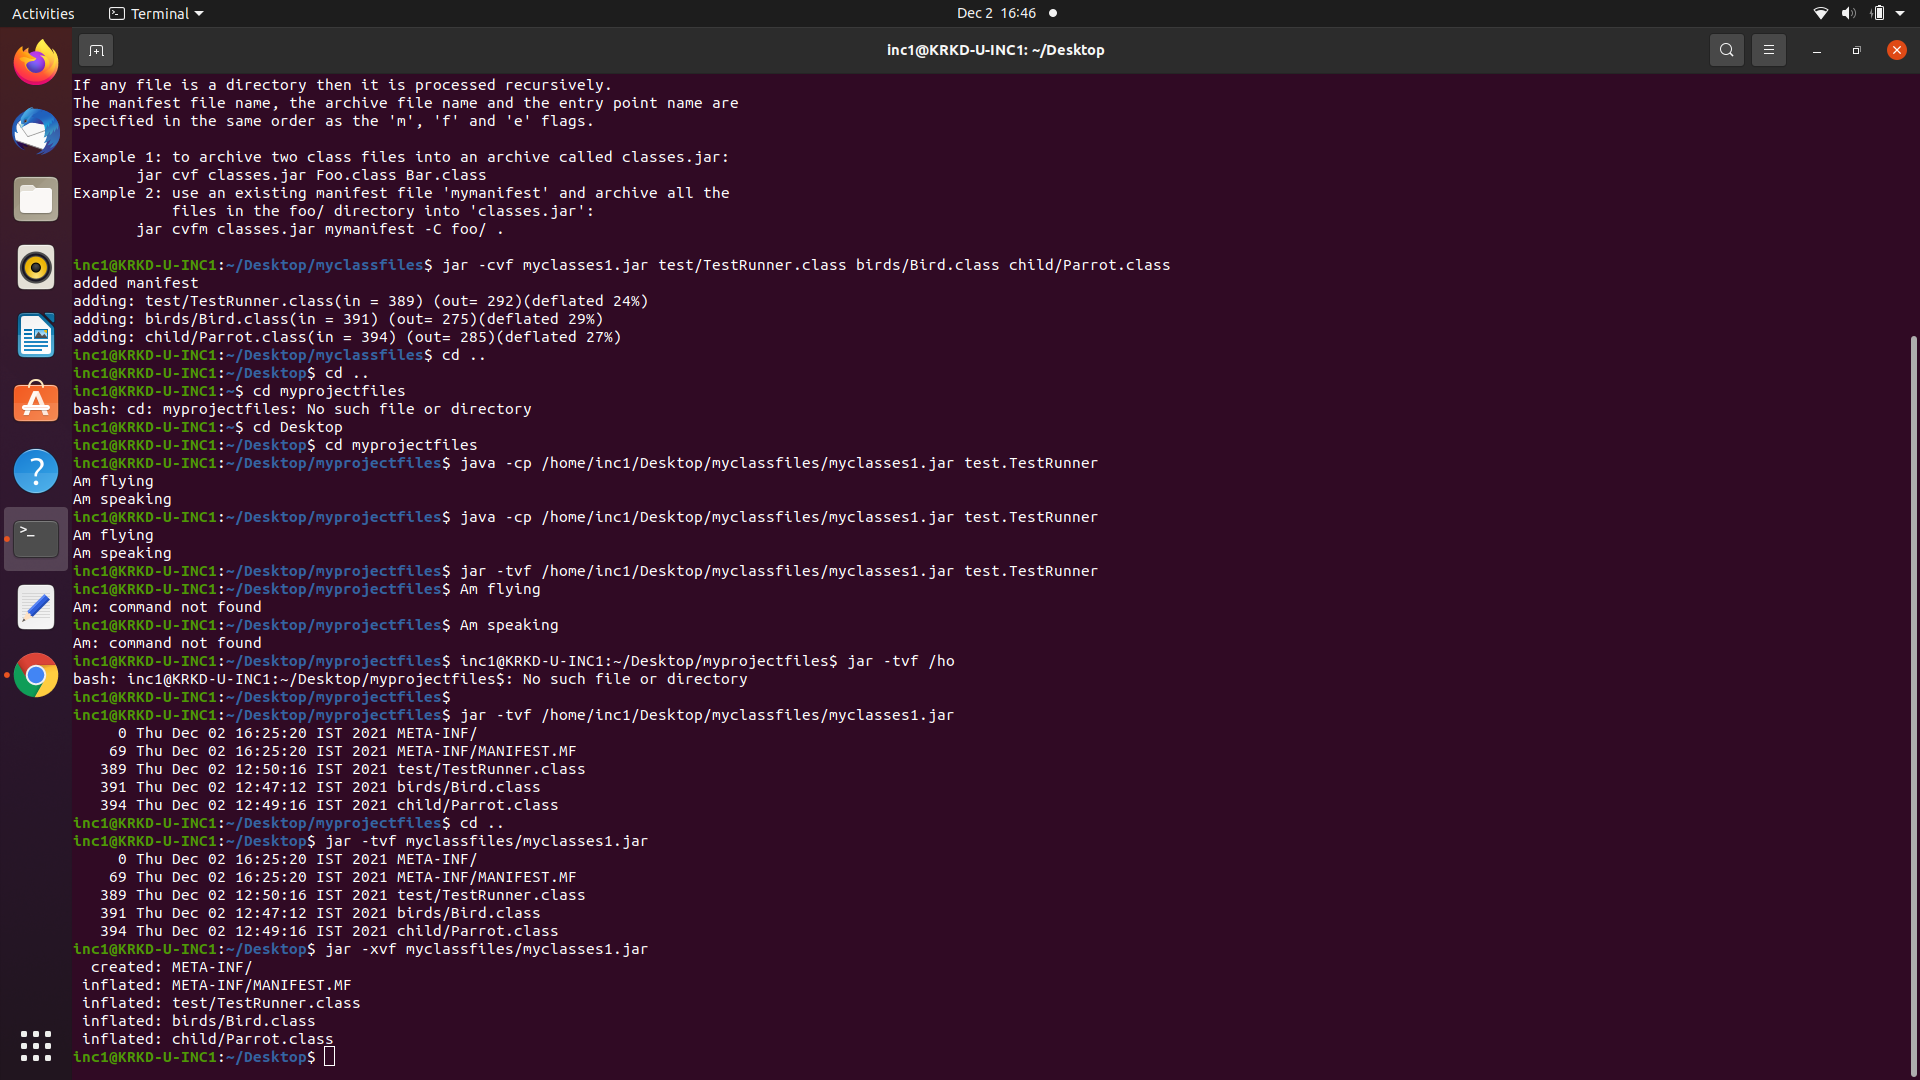 Activities
Terminal
Dec 2 16:46
inc1@KRKD-U-INC1: ~/Desktop
If any file is a directory then it is processed recursively.
The manifest file name, the archive file name and the entry point name are
specified in the same order as the 'm', 'f' and 'e' flags.
Example 1: to archive two class files into an archive called classes.jar:
jar cvf classes.jar Foo.class Bar.class
Example 2: use an existing manifest file 'mymanifest' and archive all the
files in the foo/ directory into 'classes.jar':
jar cvfm classes.jar mymanifest -C foo/ .
inc1@KRKD-U-INC1:~/Desktop/myclassfiles$ jar -cvf myclasses1.jar test/TestRunner.class birds/Bird.class child/Parrot.class
added manifest
adding: test/TestRunner.class(in = 389) (out= 292)(deflated 24%)
adding: birds/Bird.class(in = 391) (out= 275)(deflated 29%)
adding: child/Parrot.class(in = 394) (out= 285)(deflated 27%)
inc1@KRKD-U-INC1:~/Desktop/myclassfiles$ cd ..
inc1@KRKD-U-INC1:~/Desktop$ cd ..
inc1@KRKD-U-INC1:~$ cd myprojectfiles
bash: cd: myprojectfiles: No such file or directory
inc1@KRKD-U-INC1:~$ cd Desktop
inc1@KRKD-U-INC1:~/Desktop$ cd myprojectfiles
inc1@KRKD-U-INC1:~/Desktop/myprojectfiles$ java -cp /home/inc1/Desktop/myclassfiles/myclasses1.jar test.TestRunner
Am flying
Am speaking
inc1@KRKD-U-INC1:~/Desktop/myprojectfiles$ java -cp /home/inc1/Desktop/myclassfiles/myclasses1.jar test.TestRunner
Am flying
Am speaking
inc1@KRKD-U-INC1:~/Desktop/myprojectfiles$ jar -tvf /home/inc1/Desktop/myclassfiles/myclasses1.jar test.TestRunner
inc1@KRKD-U-INC1:~/Desktop/myprojectfiles$ Am flying
Am: command not found
inc1@KRKD-U-INC1:~/Desktop/myprojectfiles$ Am speaking
Am: command not found
inc1@KRKD-U-INC1:~/Desktop/myprojectfiles$ inc1@KRKD-U-INC1:~/Desktop/myprojectfiles$ jar -tvf /ho
bash: inc1@KRKD-U-INC1:~/Desktop/myprojectfiles$: No such file or directory
inc1@KRKD-U-INC1:~/Desktop/myprojectfiles$
inc1@KRKD-U-INC1:~/Desktop/myprojectfiles$ jar -tvf /home/inc1/Desktop/myclassfiles/myclasses1.jar
0 Thu Dec 02 16:25:20 IST 2021 META-INF/
69 Thu Dec 02 16:25:20 IST 2021 META-INF/MANIFEST.MF
389 Thu Dec 02 12:50:16 IST 2021 test/TestRunner.class
391 Thu Dec 02 12:47:12 IST 2021 birds/Bird.class
394 Thu Dec 02 12:49:16 IST 2021 child/Parrot.class
inc1@KRKD-U-INC1:~/Desktop/myprojectfiles$ cd ..
inc1@KRKD-U-INC1:~/Desktop$ jar -tvf myclassfiles/myclasses1.jar
0 Thu Dec 02 16:25:20 IST 2021 META-INF/
69 Thu Dec 02 16:25:20 IST 2021 META-INF/MANIFEST.MF
389 Thu Dec 02 12:50:16 IST 2021 test/TestRunner.class
391 Thu Dec 02 12:47:12 IST 2021 birds/Bird.class
394 Thu Dec 02 12:49:16 IST 2021 child/Parrot.class
inc1@KRKD-U-INC1:~/Desktop$ jar -xvf myclassfiles/myclasses1.jar
created: META-INF/
inflated: META-INF/MANIFEST.MF
inflated: test/TestRunner.class
inflated: birds/Bird.class
inflated: child/Parrot.class
inc1@KRKD-U-INC1:~/Desktop$